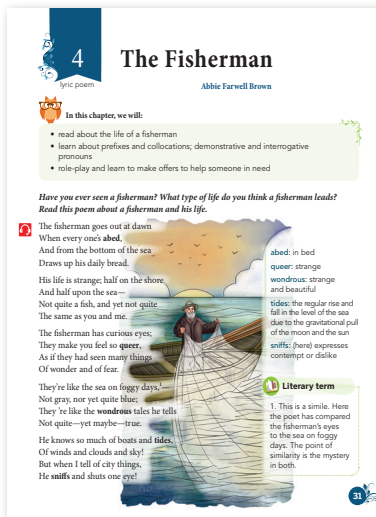 4
lyric poem
The Fisherman
Abbie Farwell Brown
In this chapter, we will:
• read about the life of a fisherman
• learn about prefixes and collocations; demonstrative and interrogative
pronouns
• role-play and learn to make offers to help someone in need
Have you ever seen a fisherman? What type of life do you think a fisherman leads?
Read this poem about a fisherman and his life.
The fisherman goes out at dawn
When every one's abed,
And from the bottom of the sea
Draws up his daily bread.
His life is strange; half on the shore
And half upon the sea—
Not quite a fish, and yet not quite
The same as you and me.
The fisherman has curious eyes;
They make you feel so queer,
As if they had seen many things
Of wonder and of fear.
They're like the sea on foggy days,¹
Not gray, nor yet quite blue;
They 're like the wondrous tales he tells
Not quite—yet maybe—true.
He knows so much of boats and tides,
Of winds and clouds and sky!
But when I tell of city things,
He sniffs and shuts one eye!
abed: in bed
queer: strange
wondrous: strange
and beautiful
tides: the regular rise and
fall in the level of the sea
due to the gravitational pull
of the moon and the sun
sniffs: (here) expresses
contempt or dislike
Literary term
1. This is a simile. Here
the poet has compared
the fisherman's eyes
to the sea on foggy
days. The point of
similarity is the mystery
in both.
31